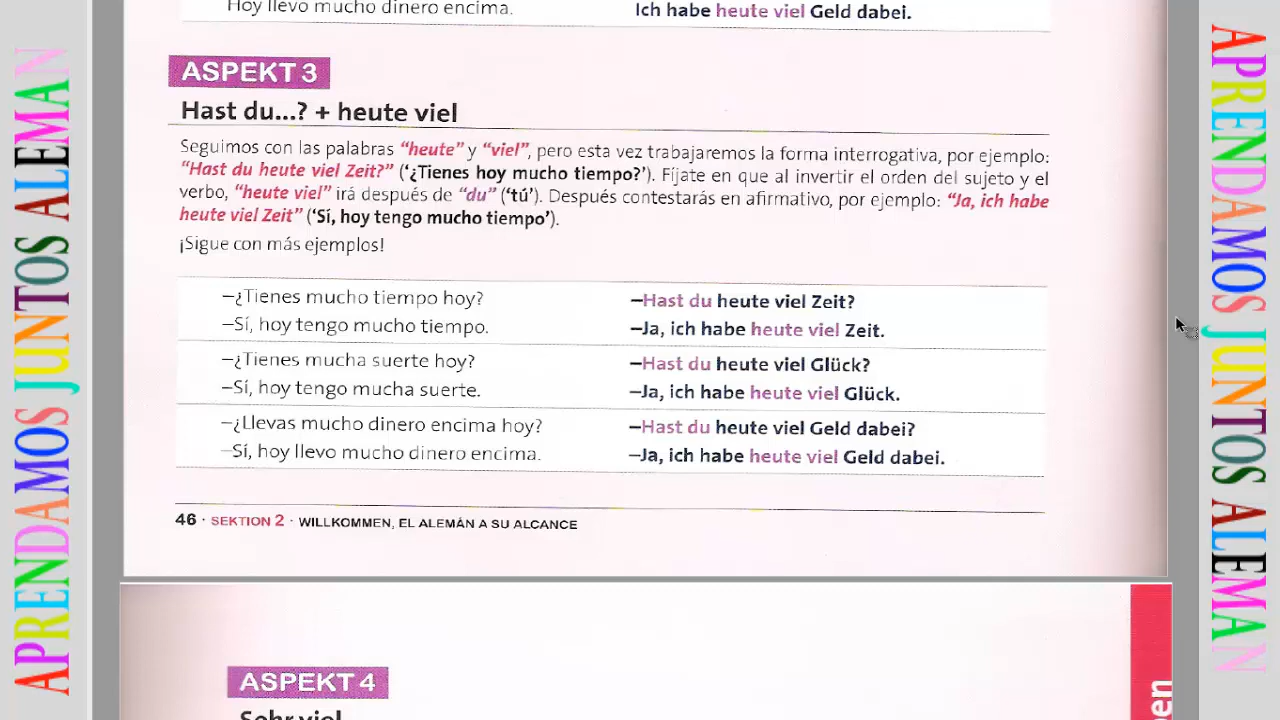 Hoy llevo mucho dinero encima.
Ich habe heute viel Geld dabei.
ASPEKT 3
Hast du...? + heute viel
Seguimos con las palabras “heute” y “viel”, pero esta vez trabajaremos la forma interrogativa, por ejemplo:
“Hast du heute viel Zeit?” (‘¿Tienes hoy mucho tiempo?’). Fíjate en que al invertir el orden del sujeto y el
verbo, “heute viel” irá después de “du” (‘tú’). Después contestarás en afirmativo, por ejemplo: “Ja, ich habe
heute viel Zeit” (‘Sí, hoy tengo mucho tiempo’).
¡Sigue con más ejemplos!
–¿Tienes mucho tiempo hoy?
–Hast du heute viel Zeit?
–Sí, hoy tengo mucho tiempo.
–Ja, ich habe heute viel Zeit.
–¿Tienes mucha suerte hoy?
–Hast du heute viel Glück?
–Sí, hoy tengo mucha suerte.
–Ja, ich habe heute viel Glück.
–¿Llevas mucho dinero encima hoy?
–Hast du heute viel Geld dabei?
–Sí, hoy llevo mucho dinero encima.
–Ja, ich habe heute viel Geld dabei.
46 · SEKTION 2 · WILLKOMMEN, EL ALEMÁN A SU ALCANCE
ASPEKT 4
Sehr viel
APRENDAMOS JUNTOS ALEMAN
APRENDAMOS JUNTOS ALEMAN